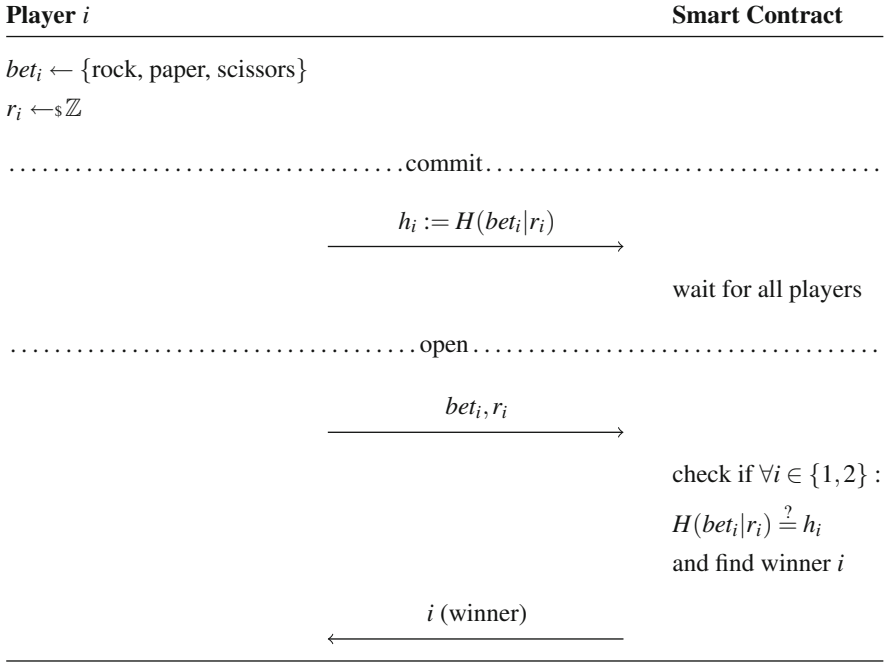 Player i Smart Contract
bet_i ← {rock, paper, scissors}
r_i ←$ ℤ
commit
h_i := H(bet_i|r_i)
wait for all players
open
bet_i, r_i
check if ∀i ∈ {1,2} :
H(bet_i|r_i) ≟ h_i
and find winner i
i (winner)